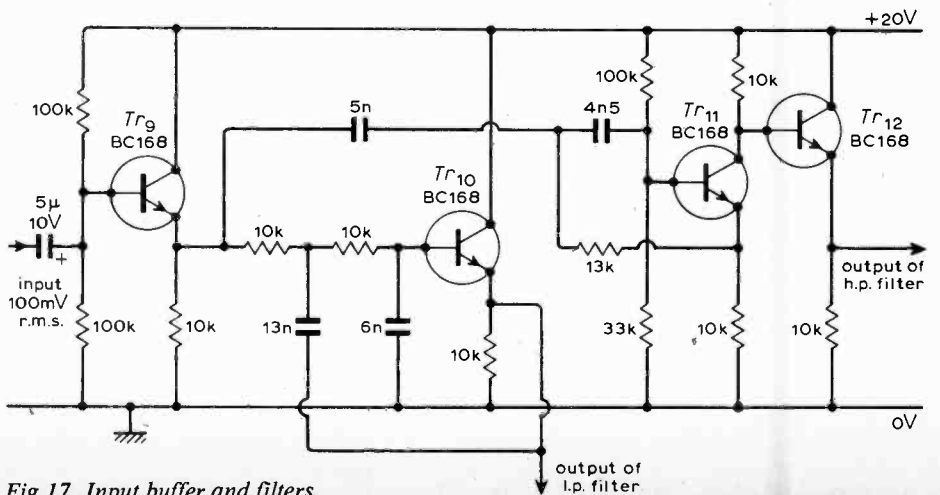 +20V
100k
Tr9
BC168
5μ
10V
+
input
100mV
r.m.s.
100k
10k
5n
10k
10k
13n
6n
Tr10
BC168
10k
4n5
100k
10k
Tr11
BC168
Tr12
BC168
13k
33k
10k
10k
output of
h.p. filter
0V
output of
l.p. filter
Fig. 17. Input buffer and filters